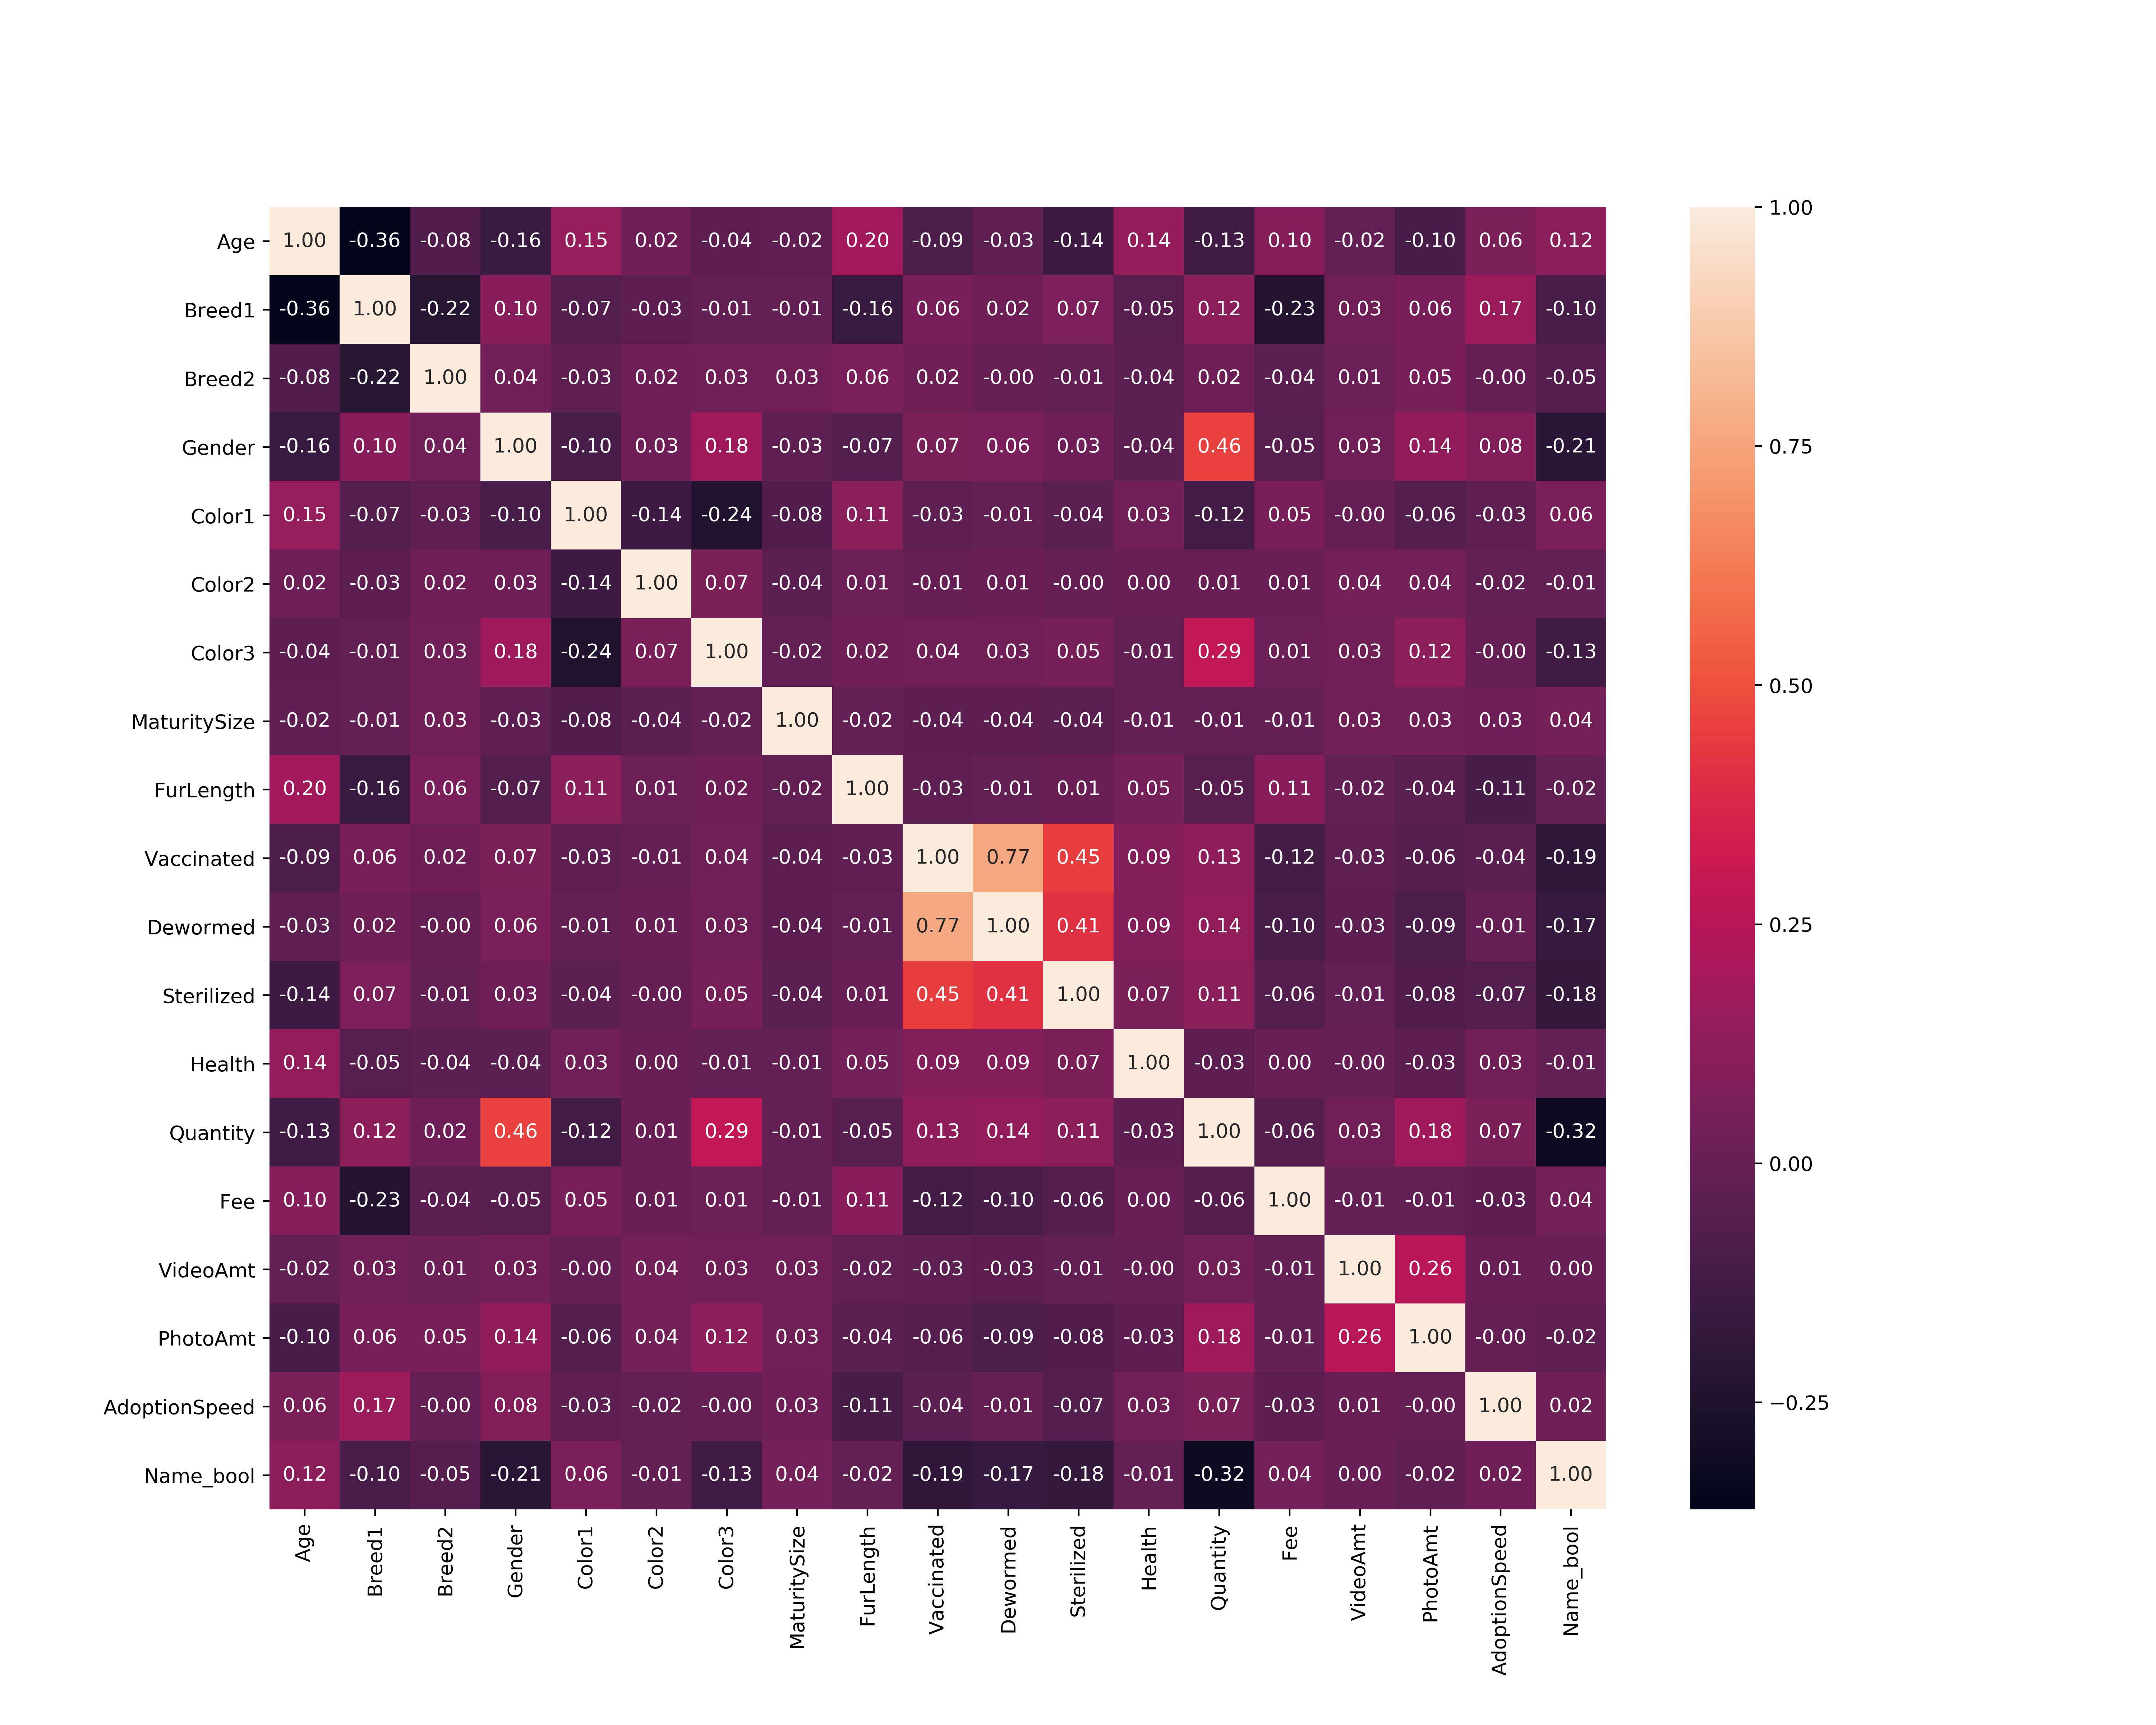 Age 1.00 -0.36 -0.08 -0.16 0.15 0.02 -0.04 -0.02 0.20 -0.09 -0.03 -0.14 0.14 -0.13 0.10 -0.02 -0.10 0.06 0.12
Breed1 -0.36 1.00 -0.22 0.10 -0.07 -0.03 -0.01 -0.01 -0.16 0.06 0.02 0.07 -0.05 0.12 -0.23 0.03 0.06 0.17 -0.10
Breed2 -0.08 -0.22 1.00 0.04 -0.03 0.02 0.03 0.03 0.06 0.02 -0.00 -0.01 -0.04 0.02 -0.04 0.01 0.05 -0.00 -0.05
Gender -0.16 0.10 0.04 1.00 -0.10 0.03 0.18 -0.03 -0.07 0.07 0.06 0.03 -0.04 0.46 -0.05 0.03 0.14 0.08 -0.21
Color1 0.15 -0.07 -0.03 -0.10 1.00 -0.14 -0.24 -0.08 0.11 -0.03 -0.01 -0.04 0.03 -0.12 0.05 -0.00 -0.06 -0.03 0.06
Color2 0.02 -0.03 0.02 0.03 -0.14 1.00 0.07 -0.04 0.01 -0.01 0.01 -0.00 0.00 0.01 0.01 0.04 0.04 -0.02 -0.01
Color3 -0.04 -0.01 0.03 0.18 -0.24 0.07 1.00 -0.02 0.02 0.04 0.03 0.05 -0.01 0.29 0.01 0.03 0.12 -0.00 -0.13
MaturitySize -0.02 -0.01 0.03 -0.03 -0.08 -0.04 -0.02 1.00 -0.02 -0.04 -0.04 -0.04 -0.01 -0.01 -0.01 0.03 0.03 0.03 0.04
FurLength 0.20 -0.16 0.06 -0.07 0.11 0.01 0.02 -0.02 1.00 -0.03 -0.01 0.01 0.05 -0.05 0.11 -0.02 -0.04 -0.11 -0.02
Vaccinated -0.09 0.06 0.02 0.07 -0.03 -0.01 0.04 -0.04 -0.03 1.00 0.77 0.45 0.09 0.13 -0.12 -0.03 -0.06 -0.04 -0.19
Dewormed -0.03 0.02 -0.00 0.06 -0.01 0.01 0.03 -0.04 -0.01 0.77 1.00 0.41 0.09 0.14 -0.10 -0.03 -0.09 -0.01 -0.17
Sterilized -0.14 0.07 -0.01 0.03 -0.04 -0.00 0.05 -0.04 0.01 0.45 0.41 1.00 0.07 0.11 -0.06 -0.01 -0.08 -0.07 -0.18
Health 0.14 -0.05 -0.04 -0.04 0.03 0.00 -0.01 -0.01 0.05 0.09 0.09 0.07 1.00 -0.03 0.00 -0.00 -0.03 0.03 -0.01
Quantity -0.13 0.12 0.02 0.46 -0.12 0.01 0.29 -0.01 -0.05 0.13 0.14 0.11 -0.03 1.00 -0.06 0.03 0.18 0.07 -0.32
Fee 0.10 -0.23 -0.04 -0.05 0.05 0.01 0.01 -0.01 0.11 -0.12 -0.10 -0.06 0.00 -0.06 1.00 -0.01 -0.01 -0.03 0.04
VideoAmt -0.02 0.03 0.01 0.03 -0.00 0.04 0.03 0.03 -0.02 -0.03 -0.03 -0.01 -0.00 0.03 -0.01 1.00 0.26 0.01 0.00
PhotoAmt -0.10 0.06 0.05 0.14 -0.06 0.04 0.12 0.03 -0.04 -0.06 -0.09 -0.08 -0.03 0.18 -0.01 0.26 1.00 -0.00 -0.02
AdoptionSpeed 0.06 0.17 -0.00 0.08 -0.03 -0.02 -0.00 0.03 -0.11 -0.04 -0.01 -0.07 0.03 0.07 -0.03 0.01 -0.00 1.00 0.02
Name_bool 0.12 -0.10 -0.05 -0.21 0.06 -0.01 -0.13 0.04 -0.02 -0.19 -0.17 -0.18 -0.01 -0.32 0.04 0.00 -0.02 0.02 1.00
Age Breed1 Breed2 Gender Color1 Color2 Color3 MaturitySize FurLength Vaccinated Dewormed Sterilized Health Quantity Fee VideoAmt PhotoAmt AdoptionSpeed Name_bool
1.00
0.75
0.50
0.25
0.00
−0.25